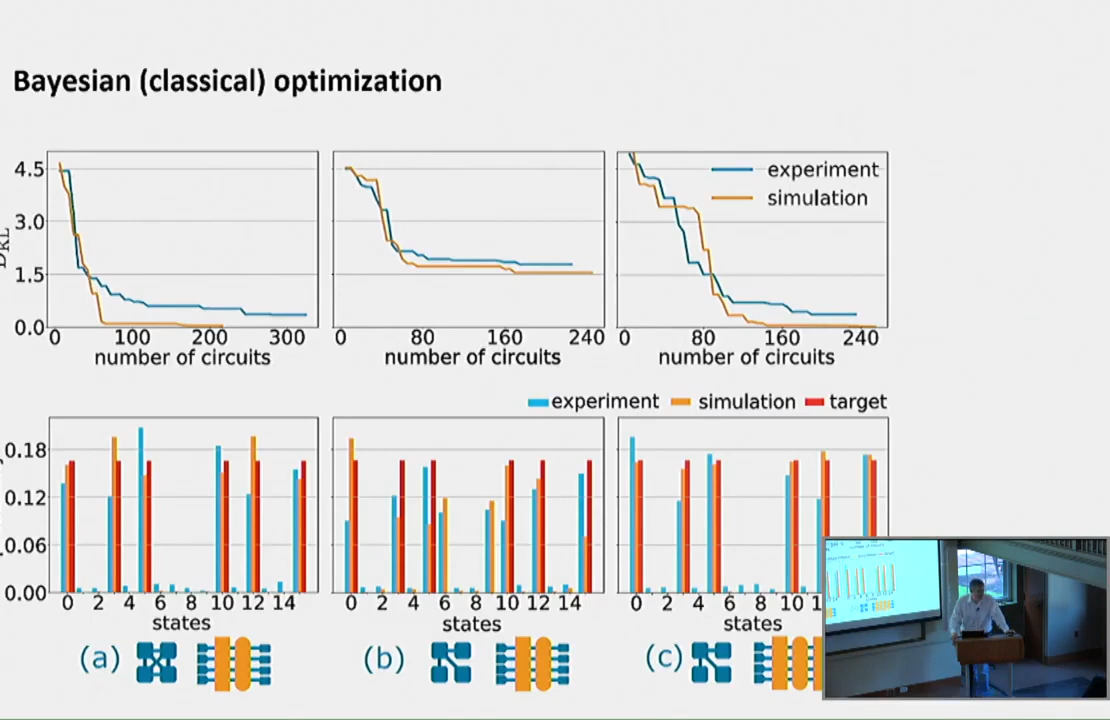 Bayesian (classical) optimization
4.5
3.0
1.5
0.0
D_KL
0 100 200 300
number of circuits
0 80 160 240
number of circuits
experiment
simulation
0 80 160 240
number of circuits
experiment simulation target
0.18
0.12
0.06
0.00
0 2 4 6 8 10 12 14
states
0 2 4 6 8 10 12 14
states
0 2 4 6 8 10
states
(a)
(b)
(c)